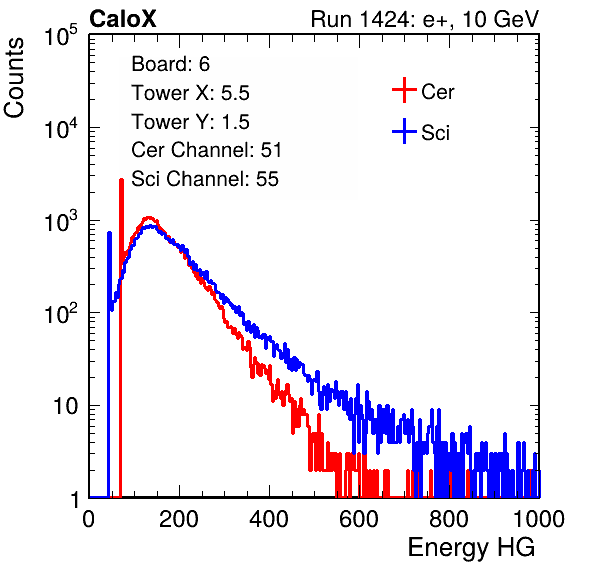 CaloX Run 1424: e+, 10 GeV
Counts
Board: 6
Tower X: 5.5
Tower Y: 1.5
Cer Channel: 51
Sci Channel: 55
Cer
Sci
10^5
10^4
10^3
10^2
10
1
0 200 400 600 800 1000
Energy HG